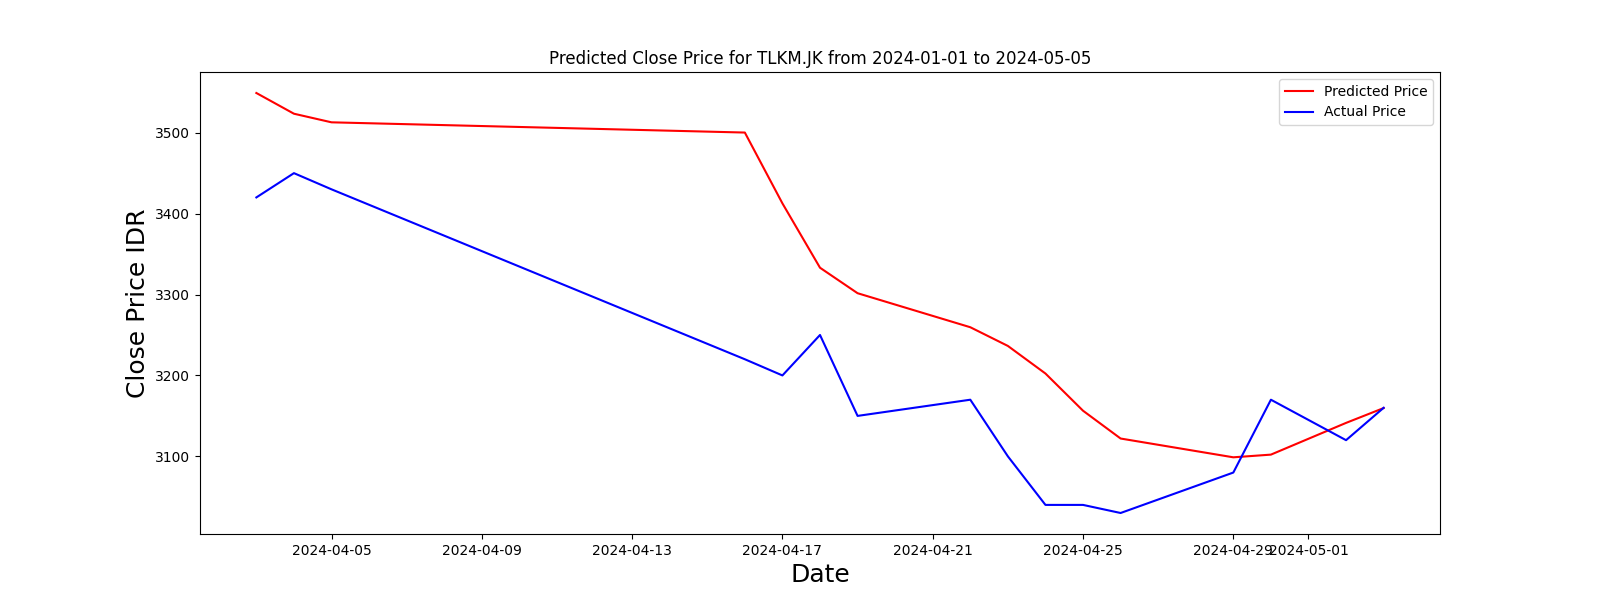 Predicted Close Price for TLKM.JK from 2024-01-01 to 2024-05-05
Predicted Price
Actual Price
Close Price IDR
3500
3400
3300
3200
3100
2024-04-05
2024-04-09
2024-04-13
2024-04-17
2024-04-21
2024-04-25
2024-04-29
2024-05-01
Date